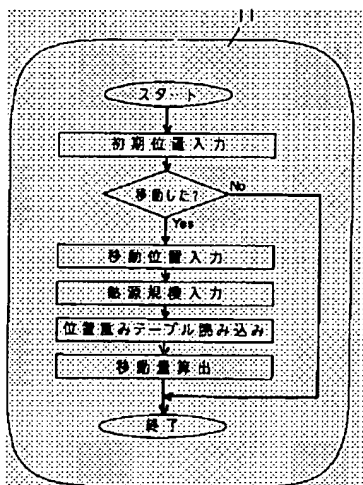 11
スタート
初期位置入力
移動した?
No
Yes
移動位置入力
熱源規模入力
位置重みテーブル読み込み
移動量算出
終了